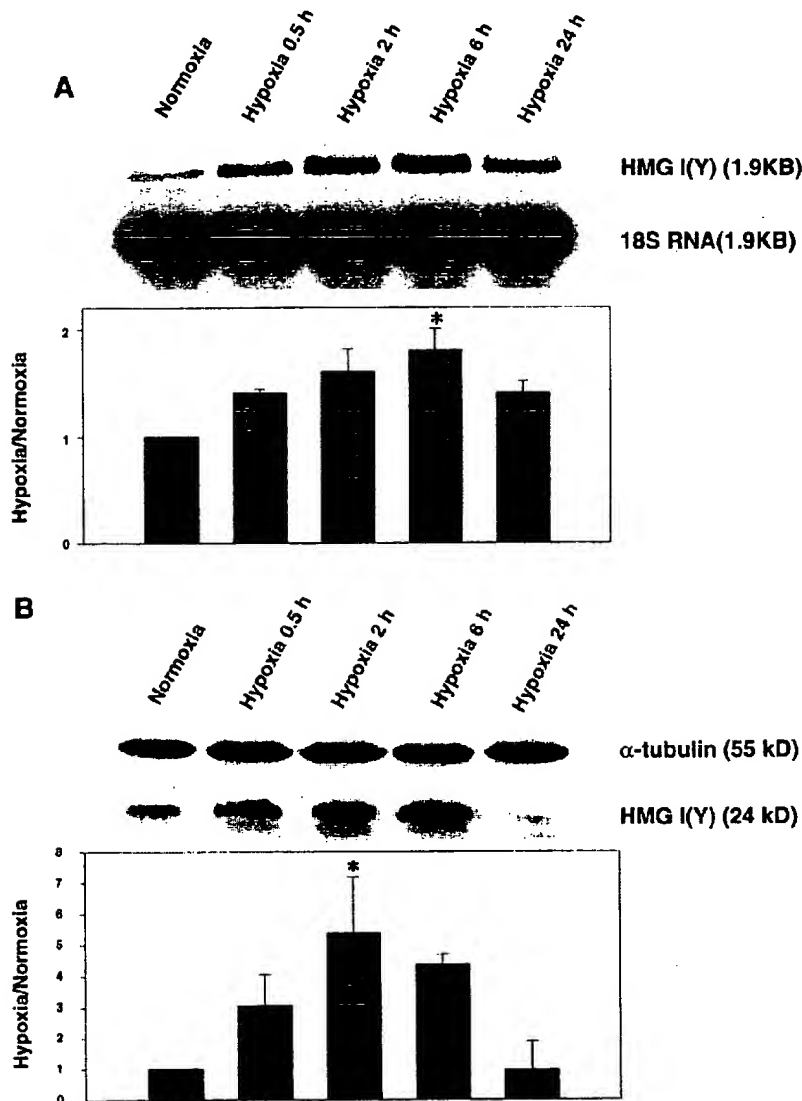 A
Normoxia
Hypoxia 0.5 h
Hypoxia 2 h
Hypoxia 6 h
Hypoxia 24 h
HMG I(Y) (1.9KB)
18S RNA(1.9KB)
*
Hypoxia/Normoxia
2
1
0
B
Normoxia
Hypoxia 0.5 h
Hypoxia 2 h
Hypoxia 6 h
Hypoxia 24 h
α-tubulin (55 kD)
HMG I(Y) (24 kD)
*
Hypoxia/Normoxia
8
7
6
5
4
3
2
1
0